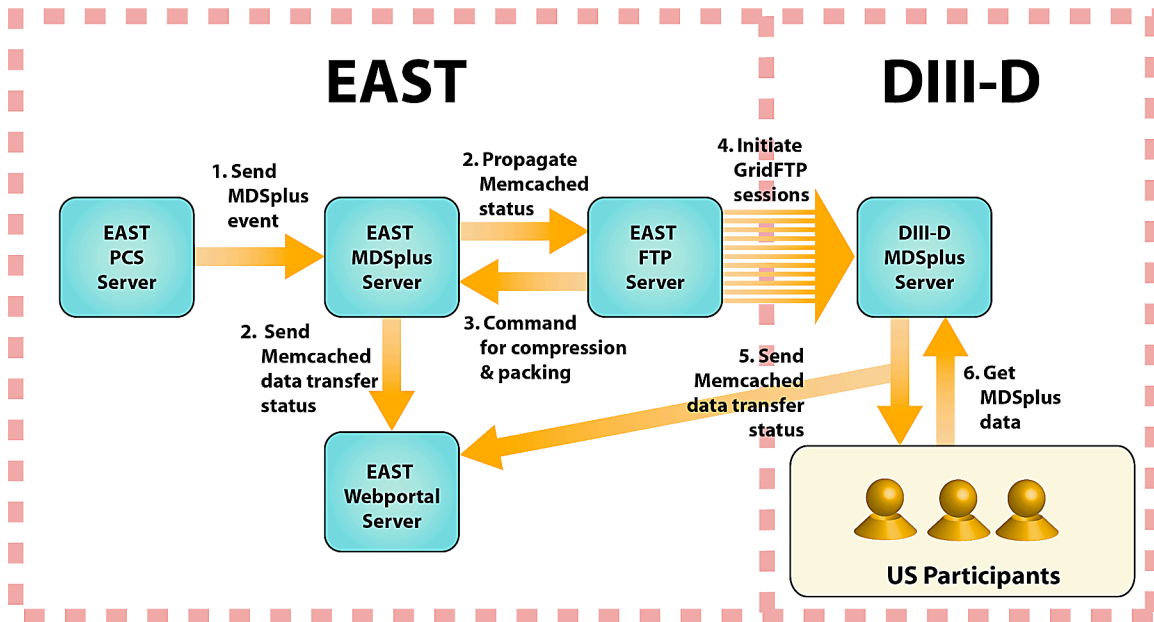 EAST
DIII-D
1. Send
MDSplus
event
2. Propagate
Memcached
status
4. Initiate
GridFTP
sessions
EAST
PCS
Server
EAST
MDSplus
Server
EAST
FTP
Server
DIII-D
MDSplus
Server
2. Send
Memcached
data transfer
status
3. Command
for compression
& packing
5. Send
Memcached
data transfer
status
6. Get
MDSplus
data
EAST
Webportal
Server
US Participants